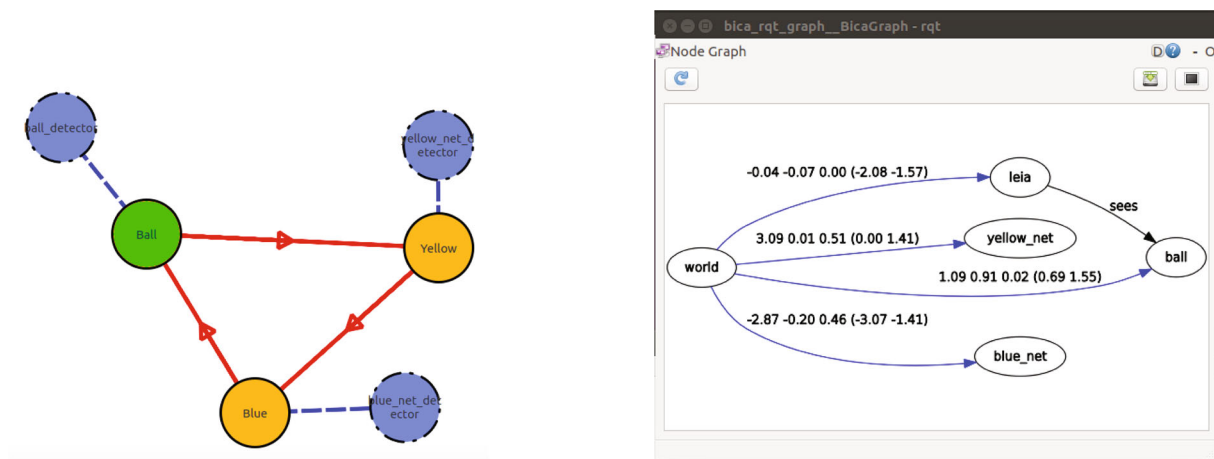 ball_detector
yellow_net_d
etector
Ball
Yellow
Blue
blue_net_det
ector
bica_rqt_graph__BicaGraph - rqt
Node Graph
D
- O
-0.04 -0.07 0.00 (-2.08 -1.57)
leia
sees
3.09 0.01 0.51 (0.00 1.41)
yellow_net
world
ball
1.09 0.91 0.02 (0.69 1.55)
-2.87 -0.20 0.46 (-3.07 -1.41)
blue_net